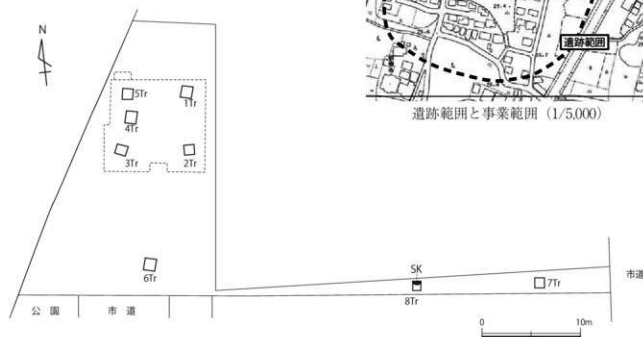 遺跡範囲
遺跡範囲と事業範囲 (1/5,000)
N
5Tr
1Tr
4Tr
3Tr
2Tr
6Tr
SK
7Tr
8Tr
市道
公園
市道
0
10m